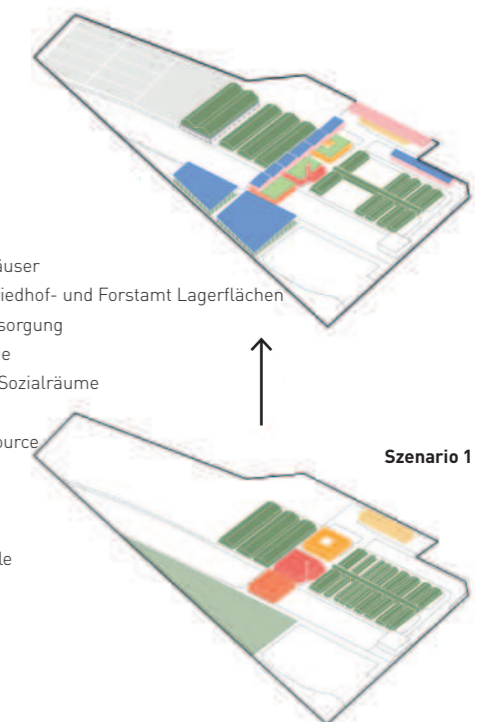 äuser
iedhof- und Forstamt Lagerflächen
sorgung
e
Sozialräume
ource
Szenario 1
le